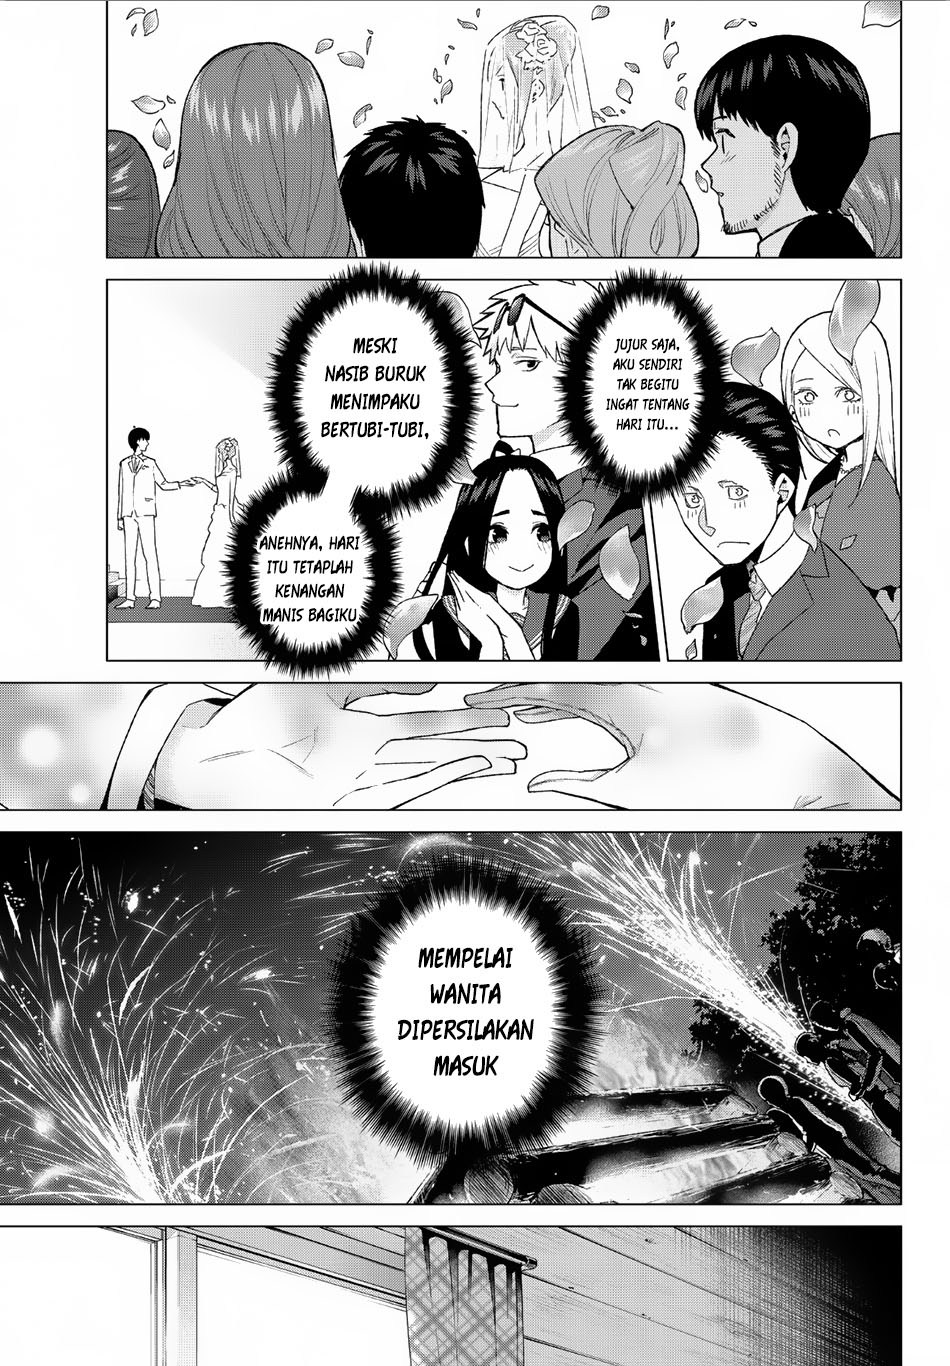 JUJUR SAJA,
AKU SENDIRI
TAK BEGITU
INGAT TENTANG
HARI ITU...
MESKI
NASIB BURUK
MENIMPAKU
BERTUBI-TUBI,
ANEHNYA, HARI
ITU TETAPLAH
KENANGAN
MANIS BAGIKU
MEMPELAI
WANITA
DIPERSILAKAN
MASUK